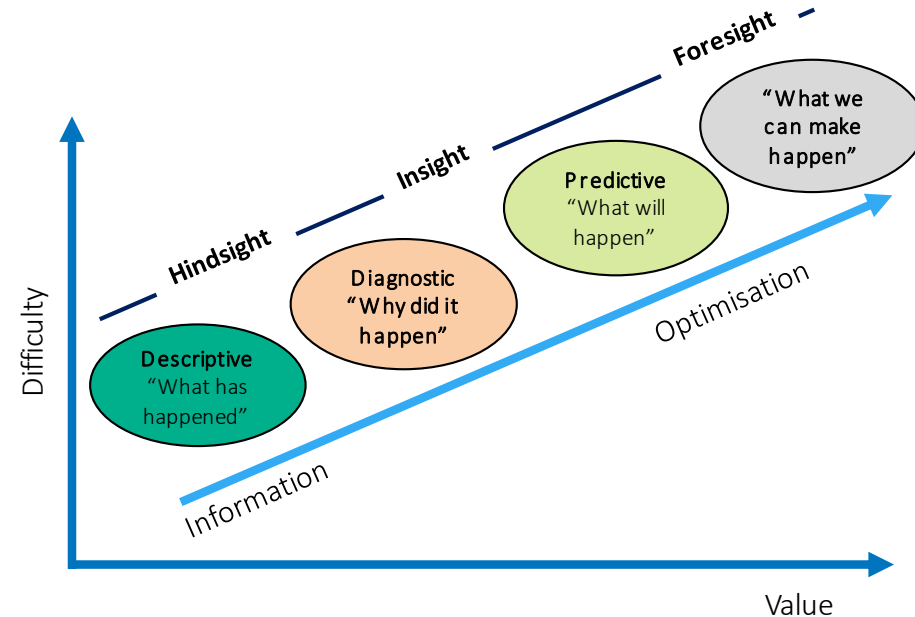 Foresight
Insight
Hindsight
“What we
can make
happen”
Predictive
“What will
happen”
Diagnostic
“Why did it
happen”
Descriptive
“What has
happened”
Optimisation
Information
Difficulty
Value